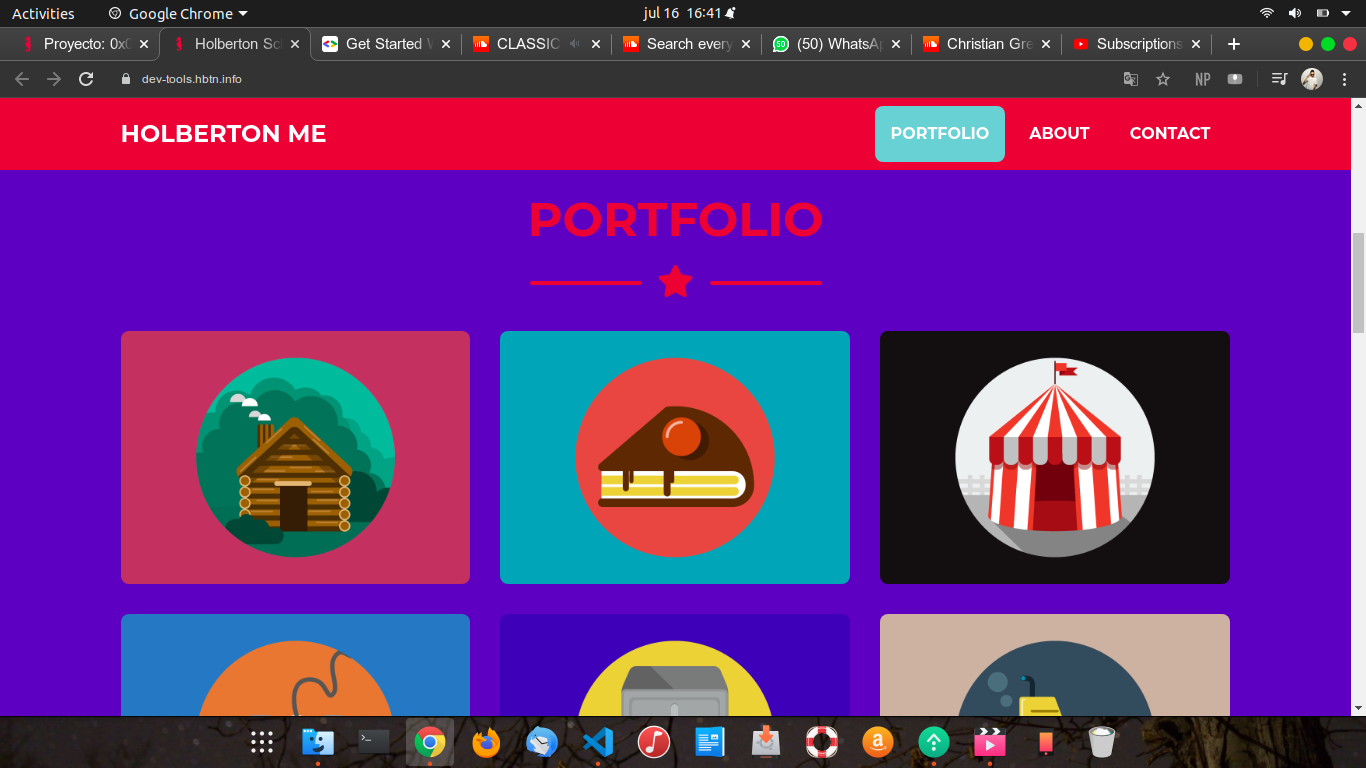 Activities
Google Chrome
jul 16 16:41
Proyecto: 0x0
Holberton Sc
Get Started
CLASSIC
Search every
(50) WhatsA
Christian Gre
Subscriptions
dev-tools.hbtn.info
NP
HOLBERTON ME
PORTFOLIO
ABOUT
CONTACT
PORTFOLIO